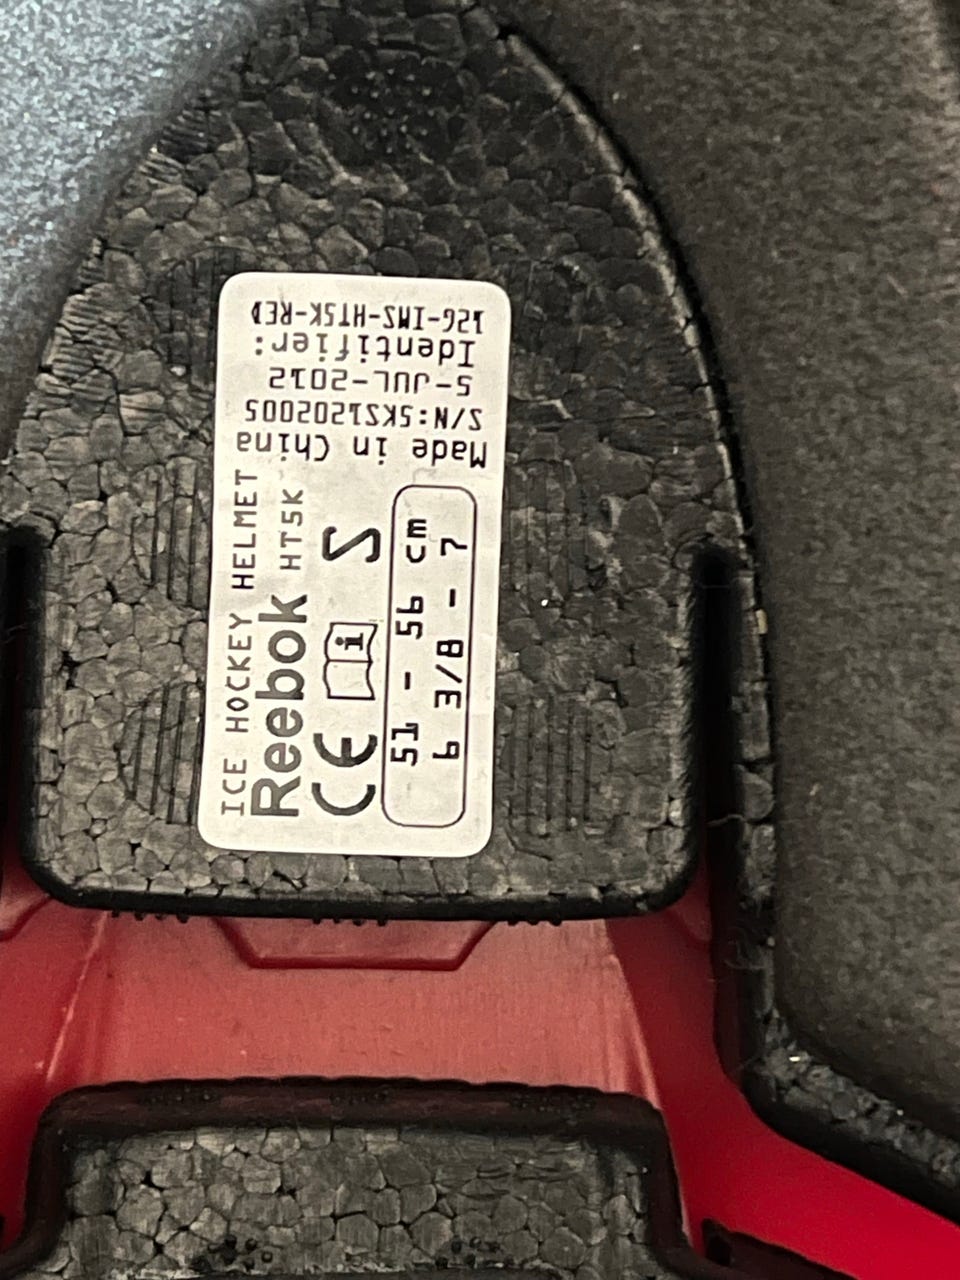 ICE HOCKEY HELMET
Reebok HT5K
CE i S
51 - 56 cm
6 3/8 - 7
Made in China
S/N:5KS1202005
5-JUL-2012
Identifier:
126-IMS-HT5K-RED